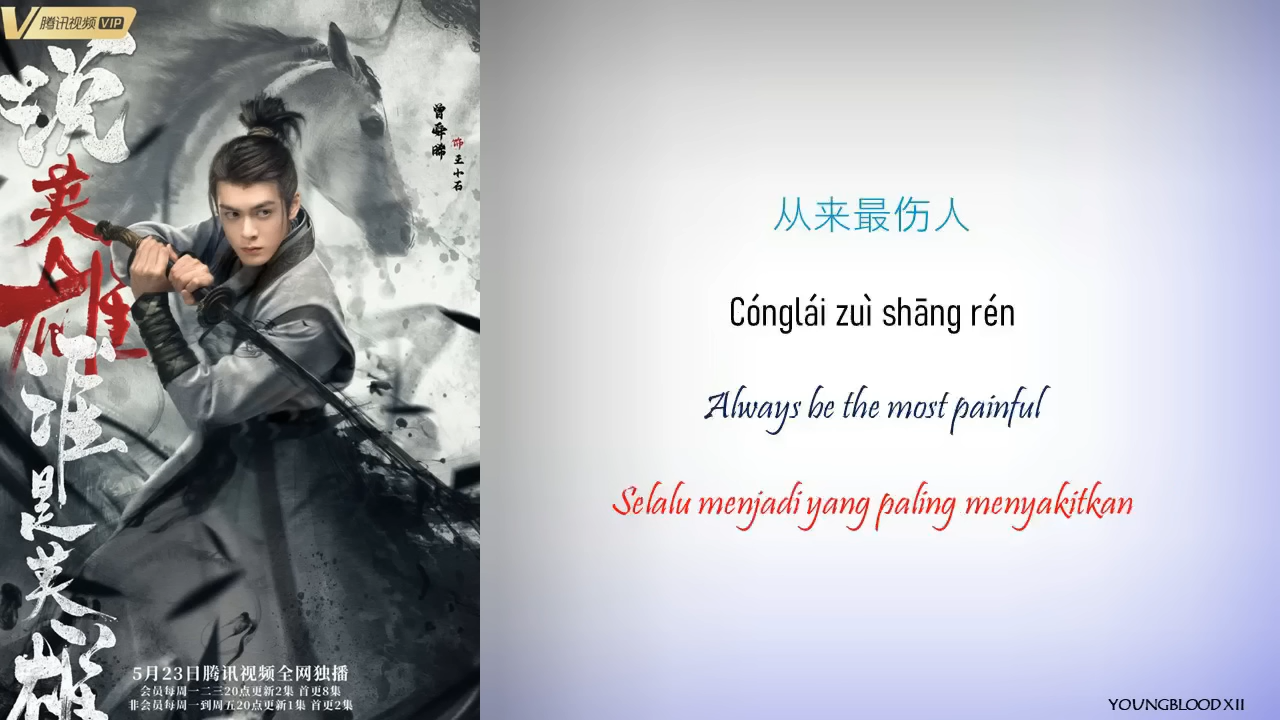 腾讯视频 VIP
说英雄谁是英雄
曾舜晞
饰
王小石
5月23日腾讯视频全网独播
会员每周一二三20点更新2集 首更8集
非会员每周一到周五20点更新1集 首更2集
从来最伤人
Cónglái zuì shāng rén
Always be the most painful
Selalu menjadi yang paling menyakitkan
YOUNGBLOOD XII